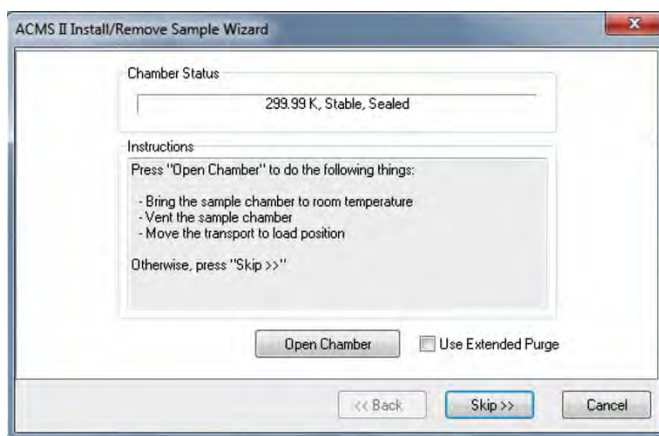 ACMS II Install/Remove Sample Wizard
Chamber Status
299.99 K, Stable, Sealed
Instructions
Press "Open Chamber" to do the following things:
- Bring the sample chamber to room temperature
- Vent the sample chamber
- Move the transport to load position
Otherwise, press "Skip >>"
Open Chamber
Use Extended Purge
<< Back
Skip >>
Cancel